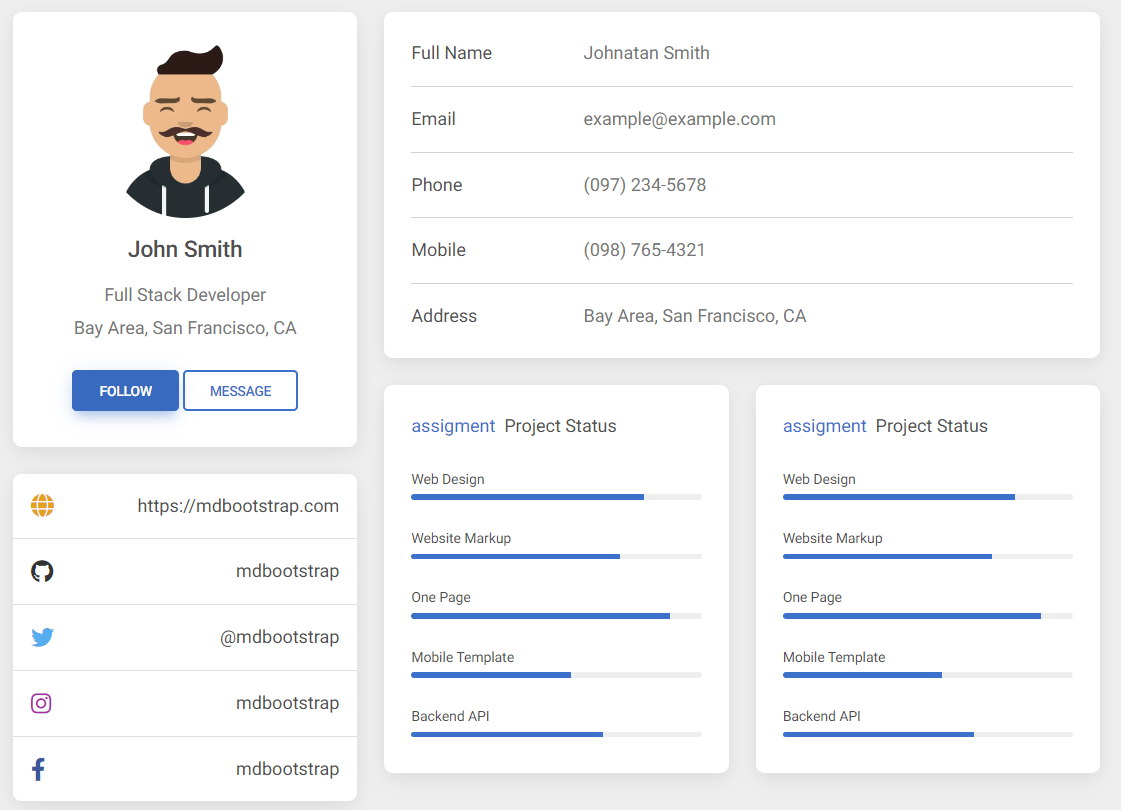 John Smith
Full Stack Developer
Bay Area, San Francisco, CA
FOLLOW MESSAGE
https://mdbootstrap.com
mdbootstrap
@mdbootstrap
mdbootstrap
mdbootstrap
Full Name Johnatan Smith
Email example@example.com
Phone (097) 234-5678
Mobile (098) 765-4321
Address Bay Area, San Francisco, CA
assigment Project Status
Web Design
Website Markup
One Page
Mobile Template
Backend API
assigment Project Status
Web Design
Website Markup
One Page
Mobile Template
Backend API